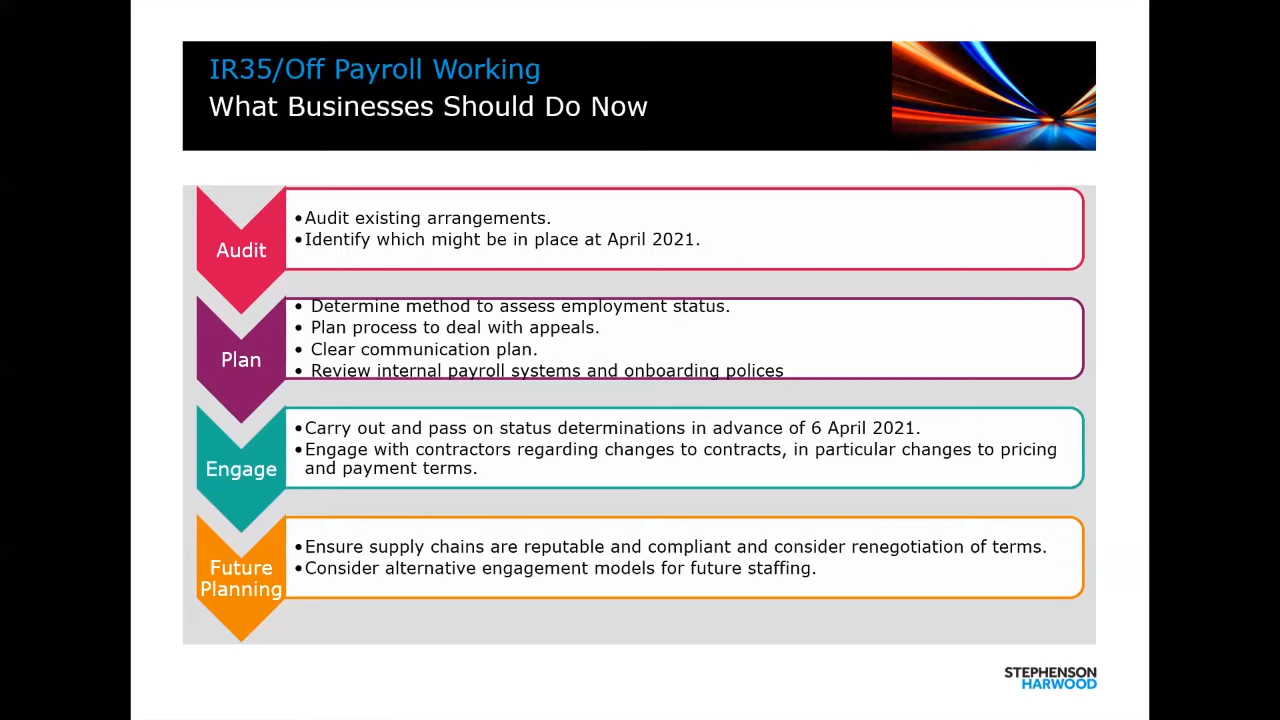 IR35/Off Payroll Working
What Businesses Should Do Now
Audit
•Audit existing arrangements.
•Identify which might be in place at April 2021.
Plan
• Determine method to assess employment status.
• Plan process to deal with appeals.
• Clear communication plan.
• Review internal payroll systems and onboarding polices
Engage
•Carry out and pass on status determinations in advance of 6 April 2021.
•Engage with contractors regarding changes to contracts, in particular changes to pricing
and payment terms.
Future
Planning
•Ensure supply chains are reputable and compliant and consider renegotiation of terms.
•Consider alternative engagement models for future staffing.
STEPHENSON
HARWOOD